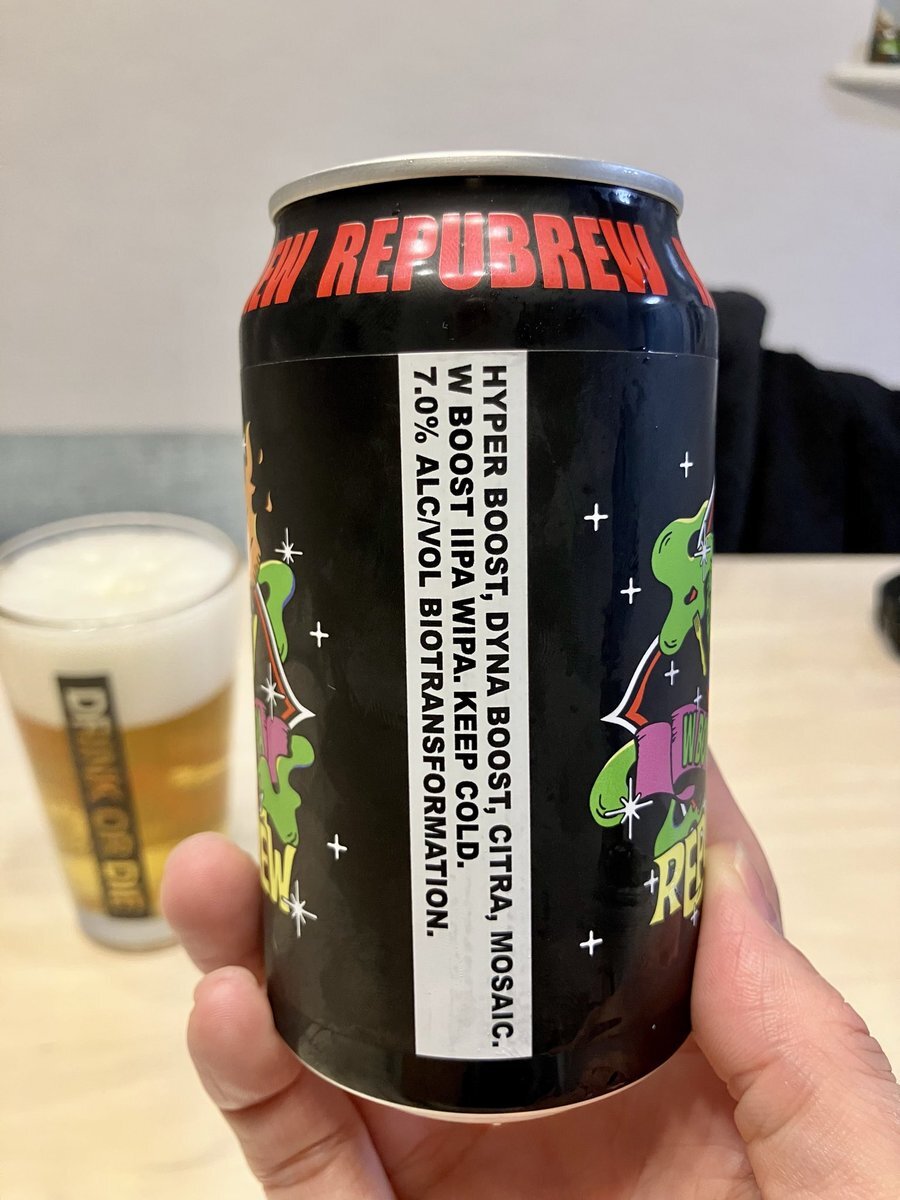 REPUBREW
HYPER BOOST, DYNA BOOST, CITRA, MOSAIC.
W BOOST IIPA WIPA. KEEP COLD.
7.0% ALC/VOL BIOTRANSFORMATION.
DRINK OR DIE